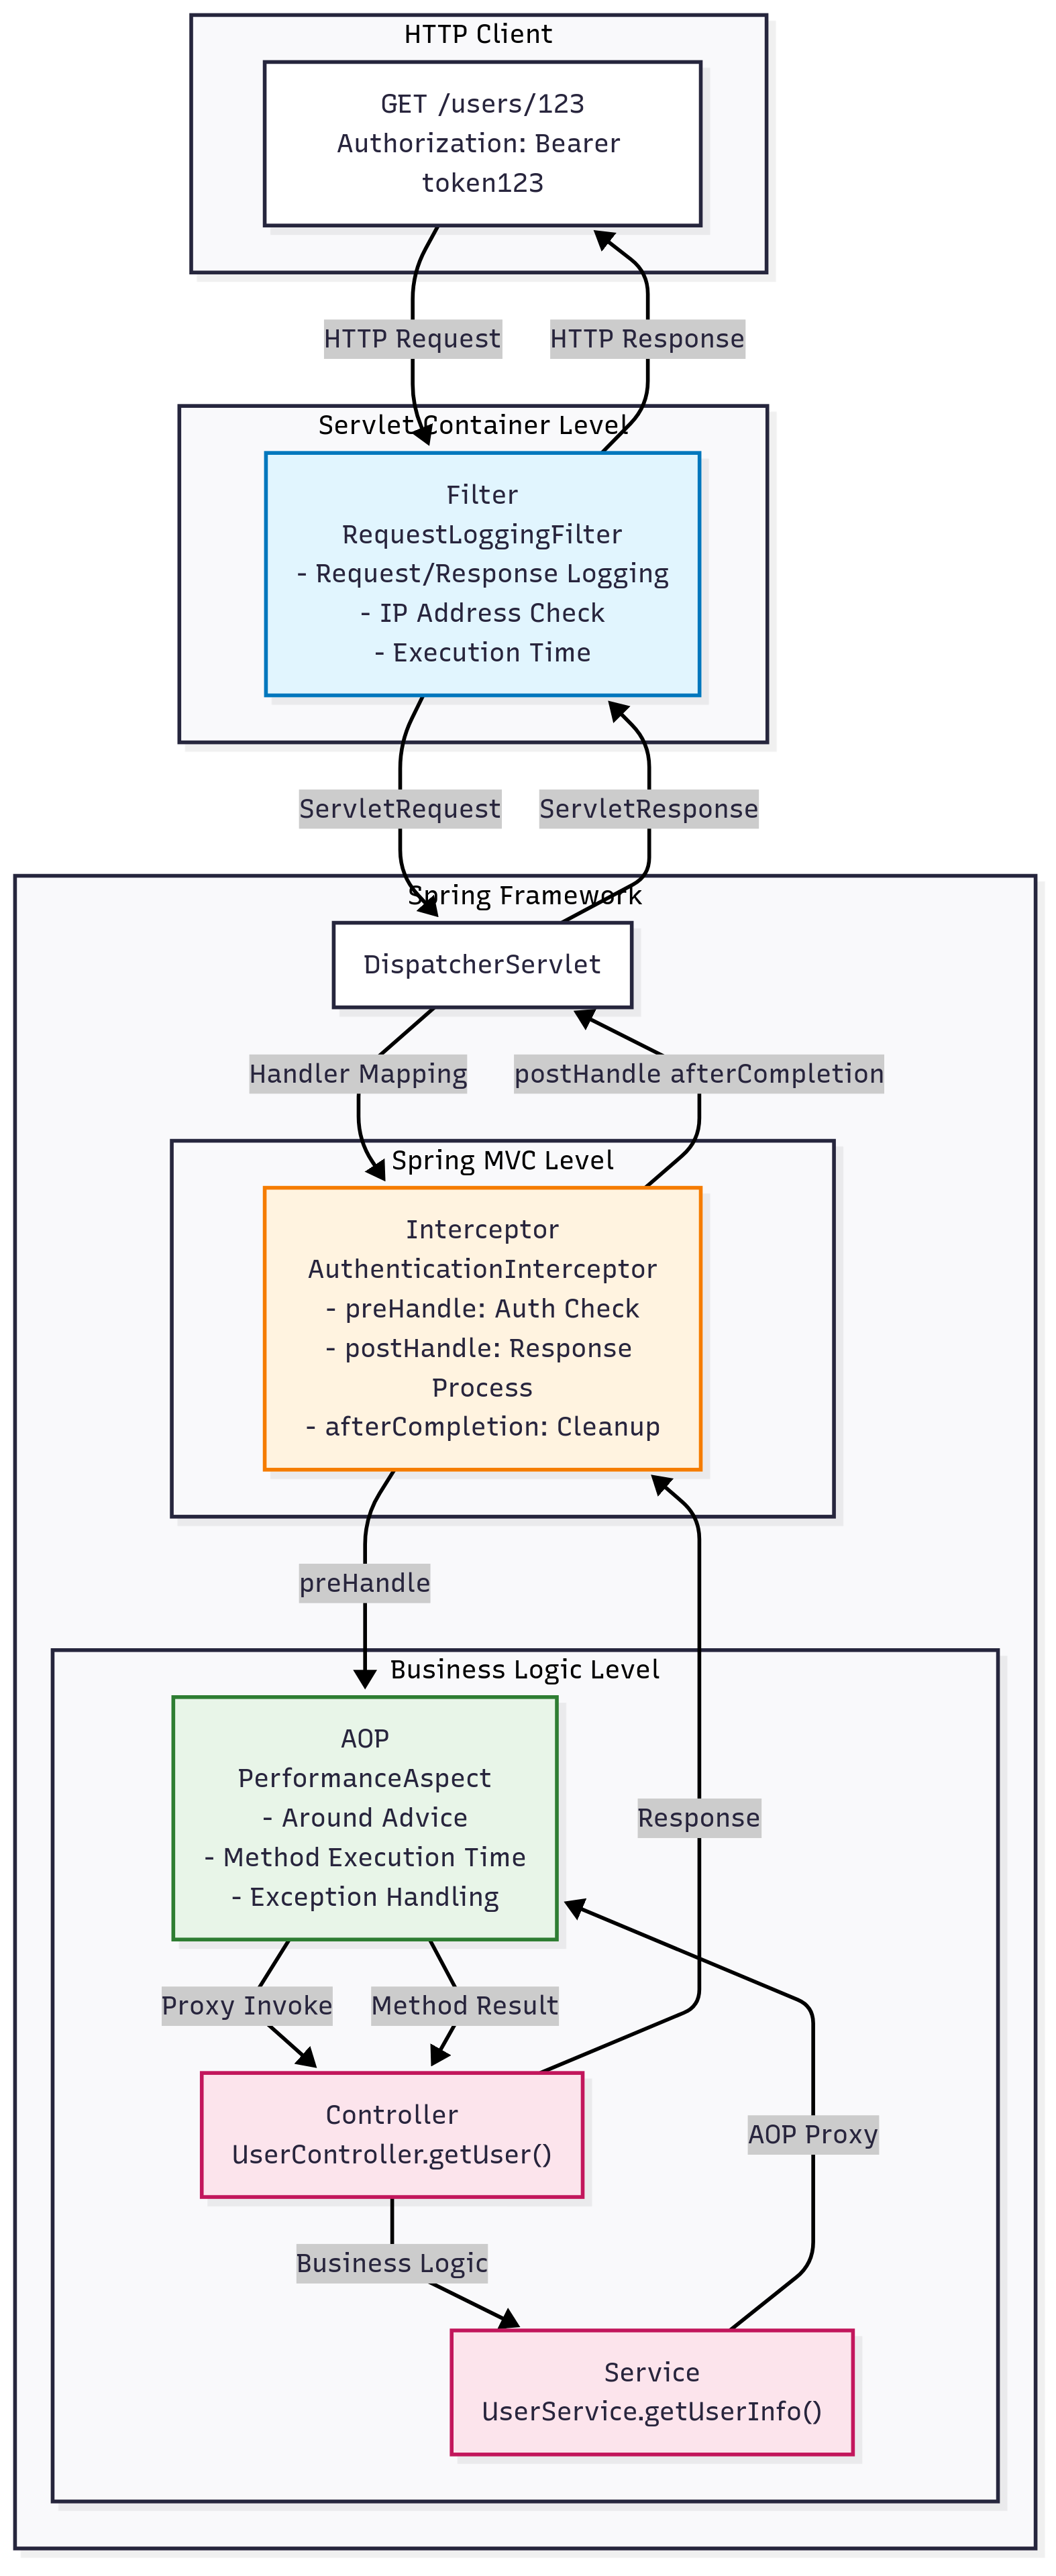 HTTP Client
GET /users/123
Authorization: Bearer
token123
HTTP Request
HTTP Response
Servlet Container Level
Filter
RequestLoggingFilter
- Request/Response Logging
- IP Address Check
- Execution Time
ServletRequest
ServletResponse
Spring Framework
DispatcherServlet
Handler Mapping
postHandle afterCompletion
Spring MVC Level
Interceptor
AuthenticationInterceptor
- preHandle: Auth Check
- postHandle: Response
Process
- afterCompletion: Cleanup
preHandle
Business Logic Level
AOP
PerformanceAspect
- Around Advice
- Method Execution Time
- Exception Handling
Response
Proxy Invoke
Method Result
Controller
UserController.getUser()
AOP Proxy
Business Logic
Service
UserService.getUserInfo()